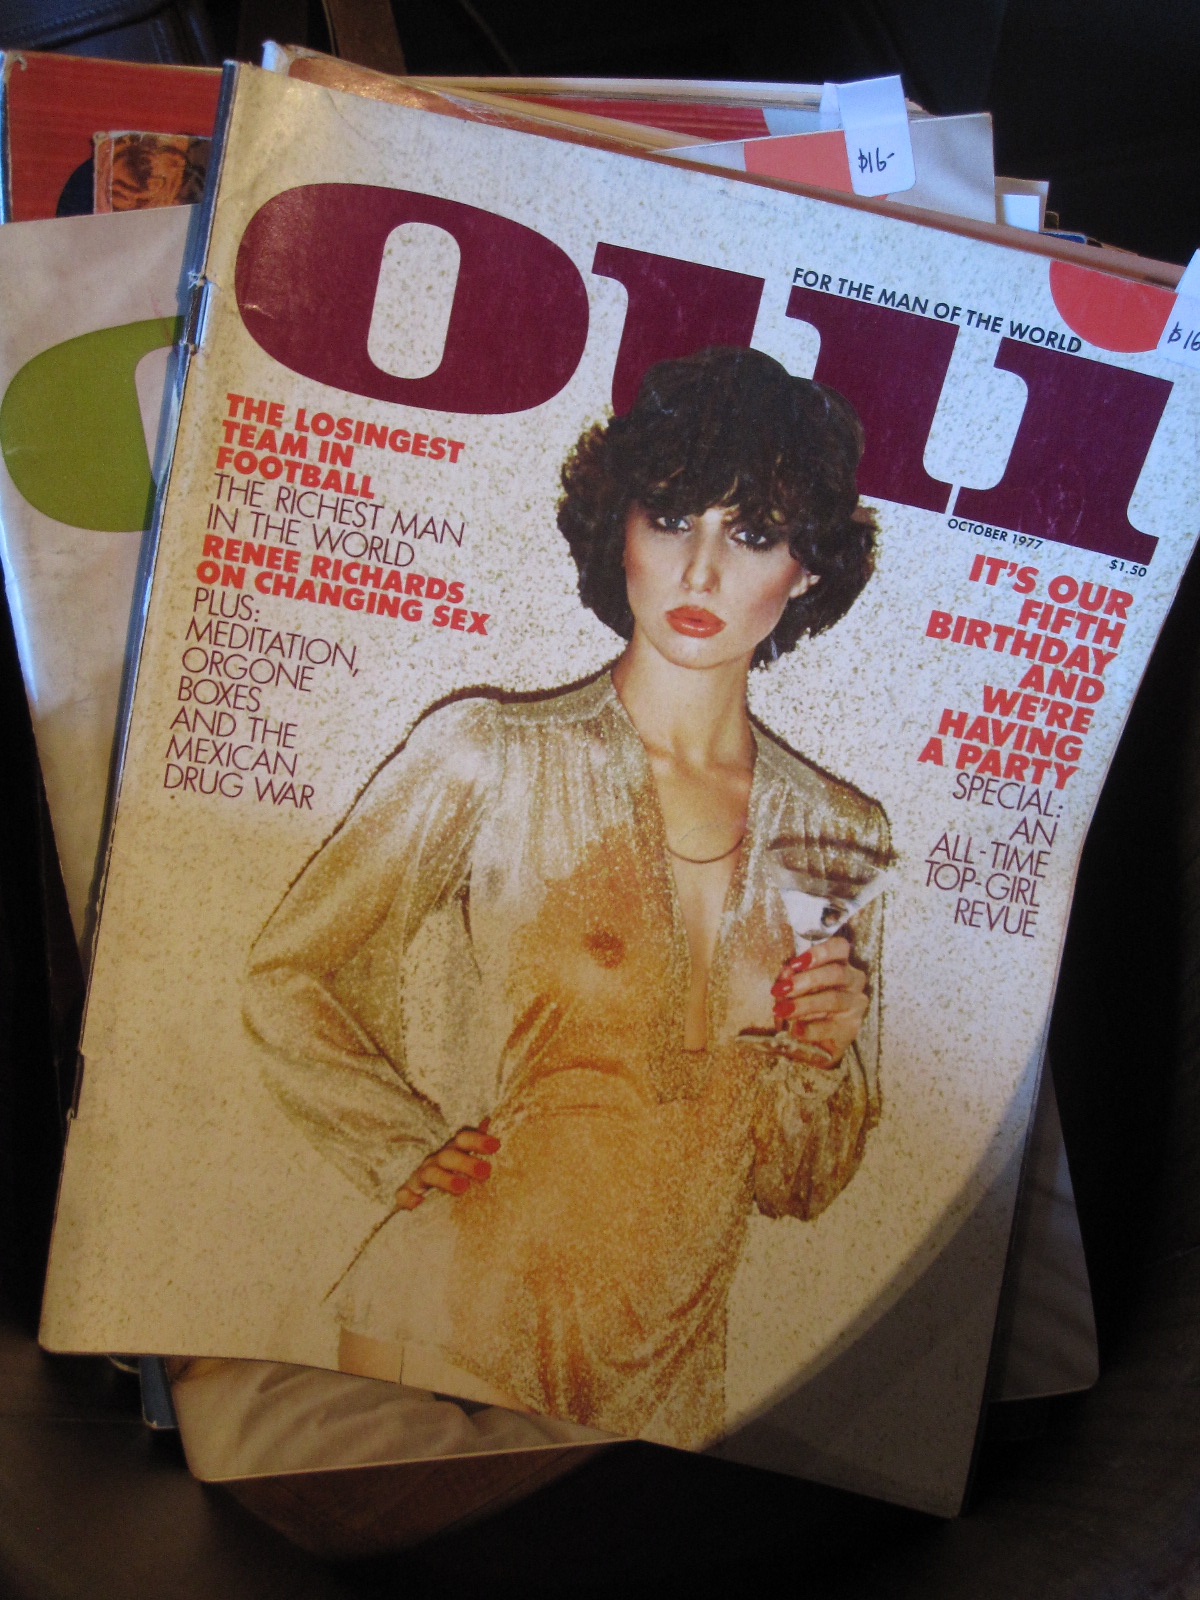 $16-
$16
oui
FOR THE MAN OF THE WORLD
OCTOBER 1977
$1.50
THE LOSINGEST
TEAM IN
FOOTBALL
THE RICHEST MAN
IN THE WORLD
RENEE RICHARDS
ON CHANGING SEX
PLUS:
MEDITATION,
ORGONE
BOXES
AND THE
MEXICAN
DRUG WAR
IT'S OUR
FIFTH
BIRTHDAY
AND
WE'RE
HAVING
A PARTY
SPECIAL:
AN
ALL-TIME
TOP-GIRL
REVUE